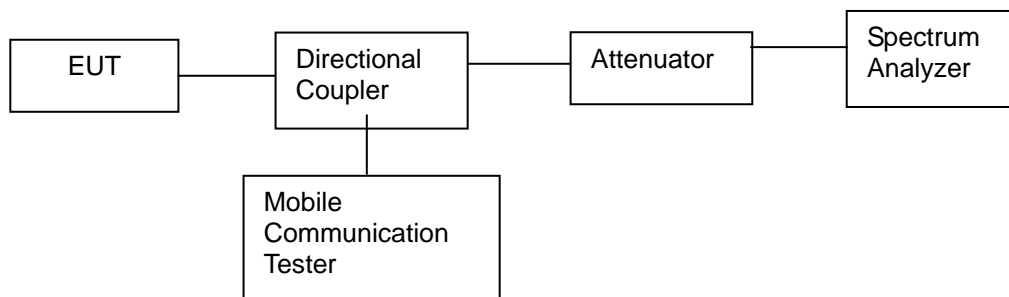 EUT
Directional
Coupler
Attenuator
Spectrum
Analyzer
Mobile
Communication
Tester